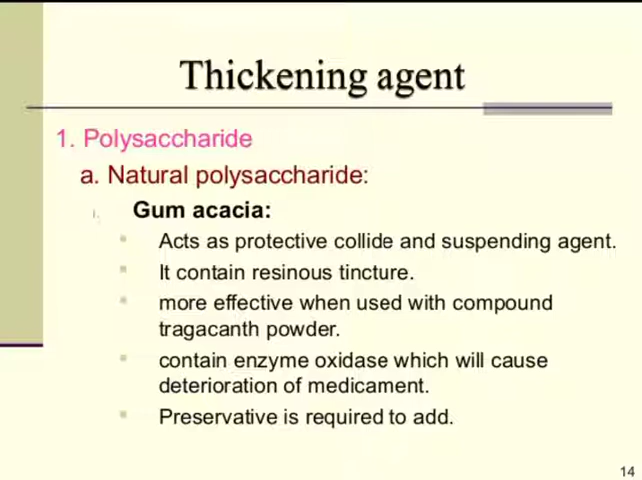 Thickening agent
1. Polysaccharide
a. Natural polysaccharide:
i. Gum acacia:
Acts as protective collide and suspending agent.
It contain resinous tincture.
more effective when used with compound
tragacanth powder.
contain enzyme oxidase which will cause
deterioration of medicament.
Preservative is required to add.
14